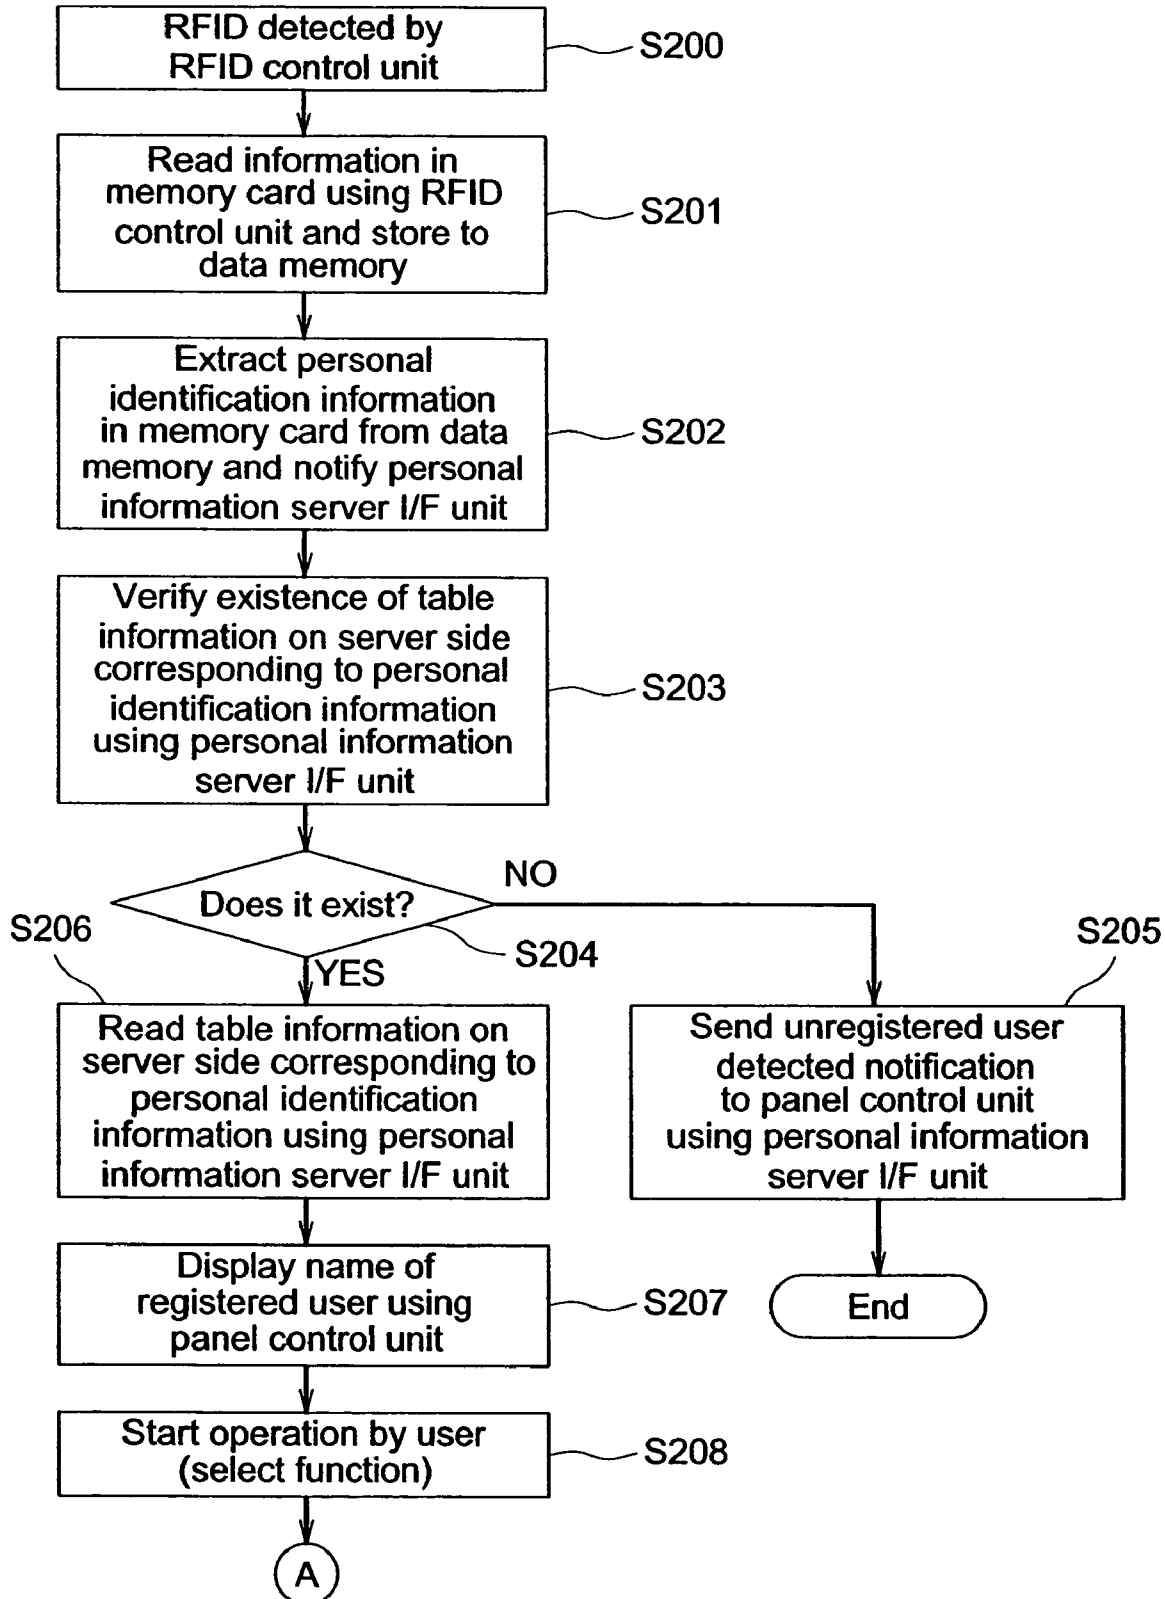 RFID detected by
RFID control unit
S200
Read information in
memory card using RFID
control unit and store to
data memory
S201
Extract personal
identification information
in memory card from data
memory and notify personal
information server I/F unit
S202
Verify existence of table
information on server side
corresponding to personal
identification information
using personal information
server I/F unit
S203
Does it exist?
NO
S204
YES
S206
Read table information on
server side corresponding to
personal identification
information using personal
information server I/F unit
S205
Send unregistered user
detected notification
to panel control unit
using personal information
server I/F unit
End
Display name of
registered user using
panel control unit
S207
Start operation by user
(select function)
S208
A